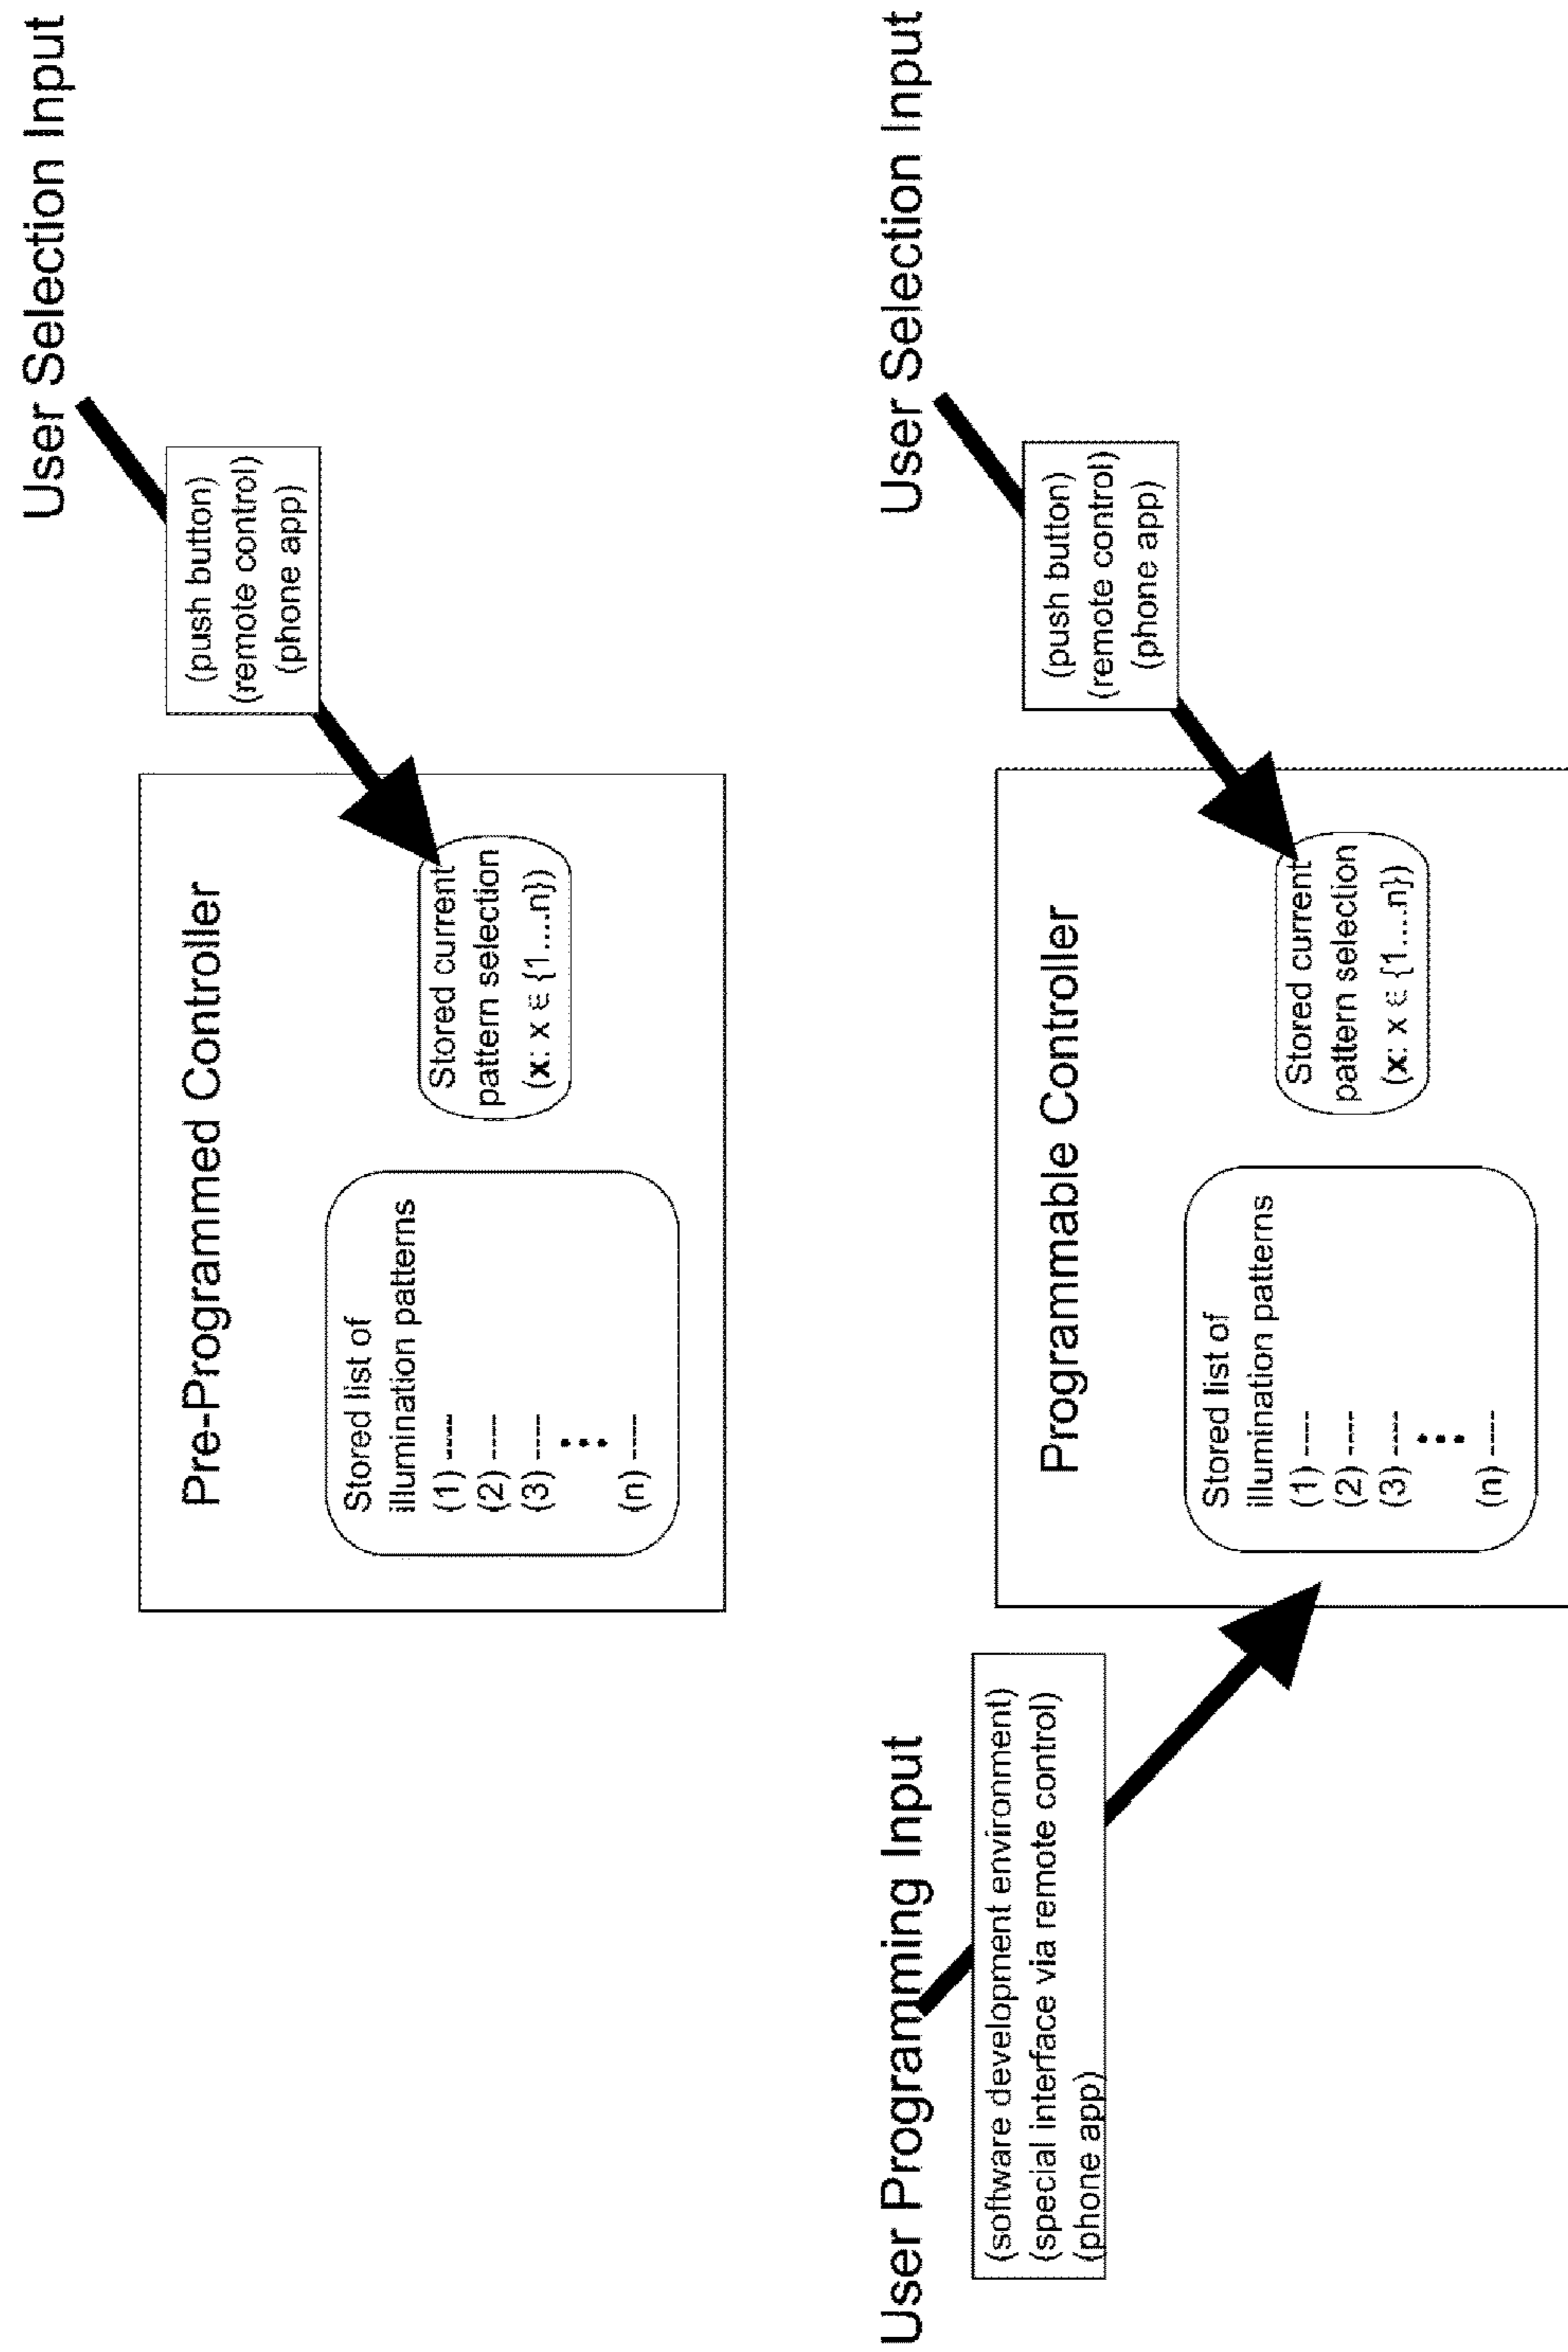 User Selection Input
(push button)
(remote control)
(phone app)
Pre-Programmed Controller
Stored list of
illumination patterns
(1) ----
(2) ----
(3) ----
(n) ----
Stored current
pattern selection
(x: x ∈ {1....n})
User Programming Input
(software development environment)
(special interface via remote control)
(phone app)
User Selection Input
(push button)
(remote control)
(phone app)
Programmable Controller
Stored list of
illumination patterns
(1) ----
(2) ----
(3) ----
(n) ----
Stored current
pattern selection
(x: x ∈ {1....n})